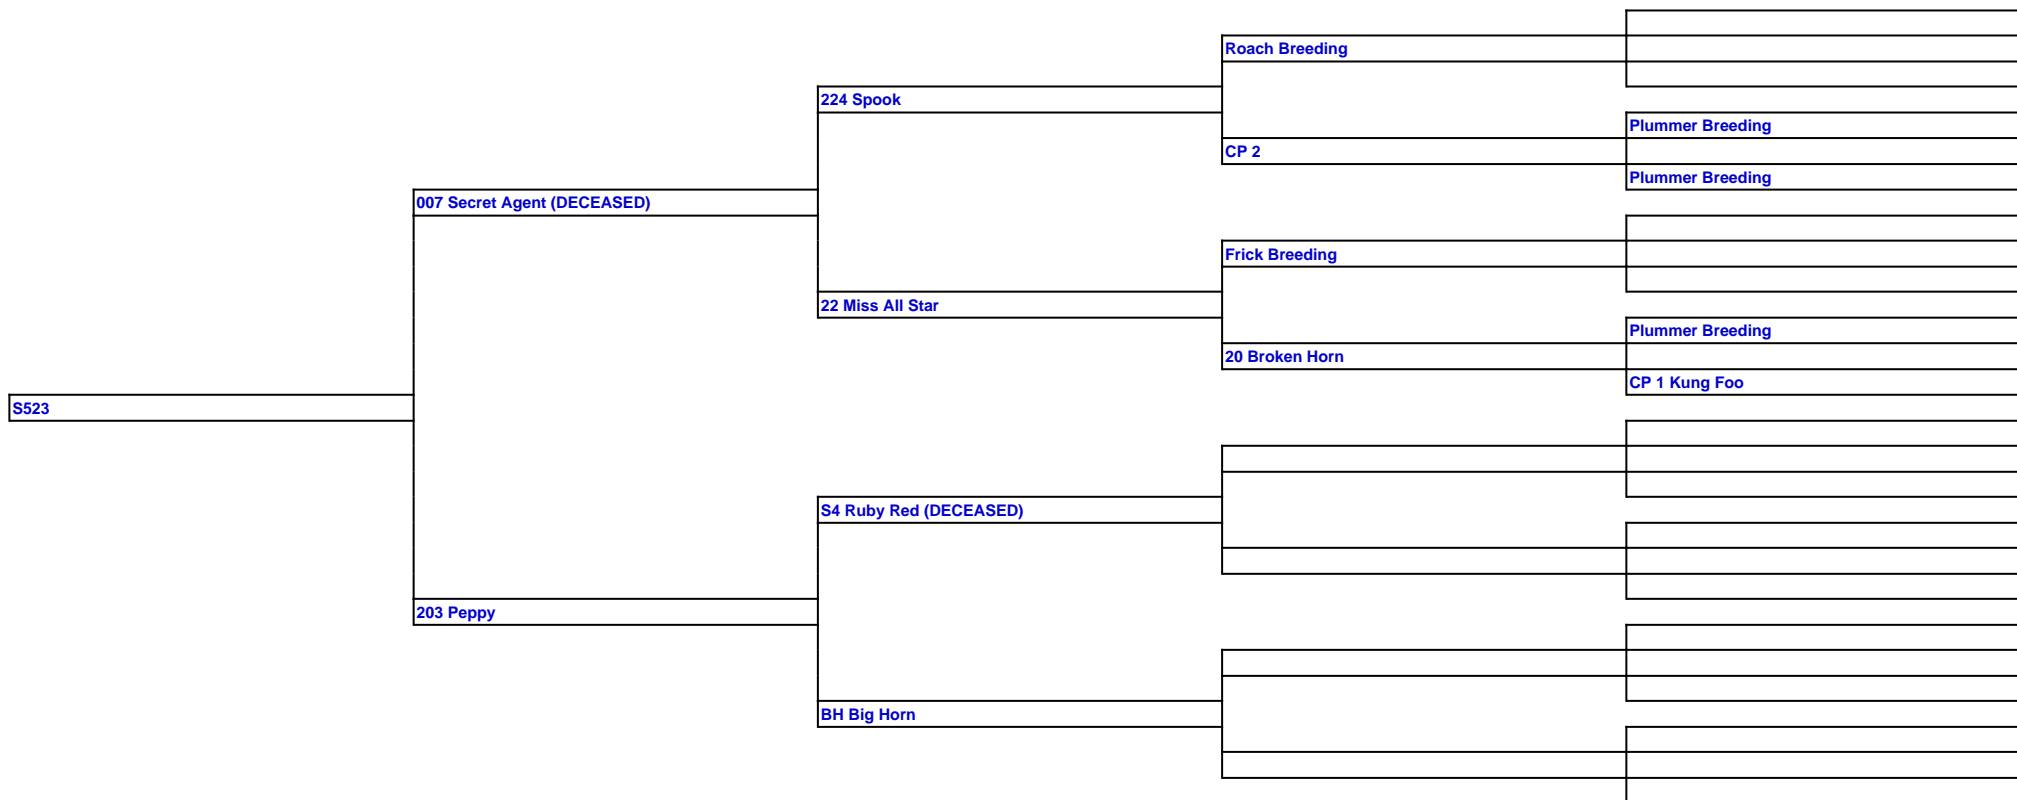 Roach Breeding
224 Spook
Plummer Breeding
CP 2
Plummer Breeding
007 Secret Agent (DECEASED)
Frick Breeding
22 Miss All Star
Plummer Breeding
20 Broken Horn
CP 1 Kung Foo
S523
S4 Ruby Red (DECEASED)
203 Peppy
BH Big Horn